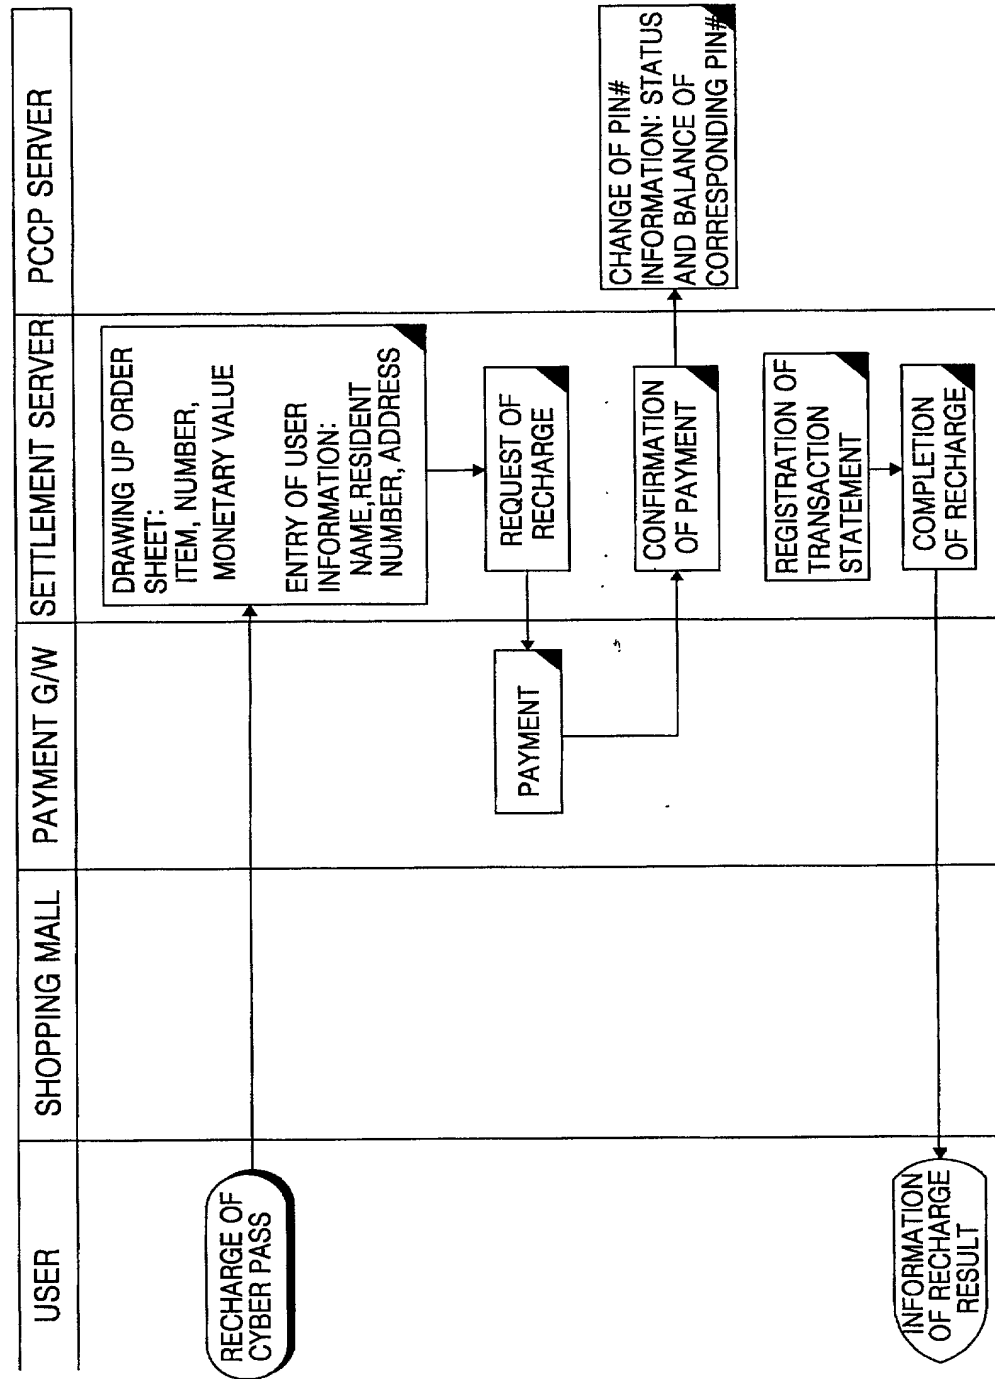 USER
SHOPPING MALL
PAYMENT G/W
SETTLEMENT SERVER
PCCP SERVER
RECHARGE OF
CYBER PASS
DRAWING UP ORDER
SHEET:
ITEM, NUMBER,
MONETARY VALUE
ENTRY OF USER
INFORMATION:
NAME,RESIDENT
NUMBER, ADDRESS
REQUEST OF
RECHARGE
PAYMENT
CONFIRMATION
OF PAYMENT
CHANGE OF PIN#
INFORMATION: STATUS
AND BALANCE OF
CORRESPONDING PIN#
REGISTRATION OF
TRANSACTION
STATEMENT
COMPLETION
OF RECHARGE
INFORMATION
OF RECHARGE
RESULT